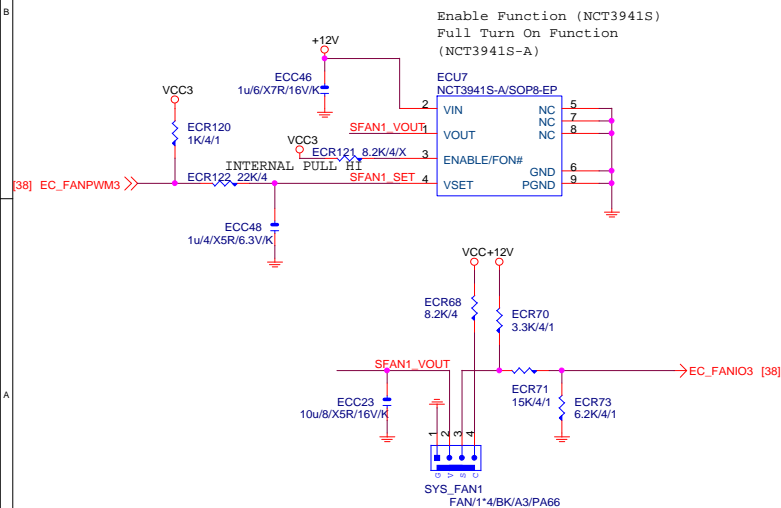 B
Enable Function (NCT3941S)
Full Turn On Function
(NCT3941S-A)
+12V
ECC46
1u/6/X7R/16V/K
ECU7
NCT3941S-A/SOP8-EP
VCC3
ECR120
1K/4/1
2
VIN
NC
5
NC
7
SFAN1_VOUT
1
VOUT
NC
8
VCC3
ECR121
8.2K/4/X
3
ENABLE/FON#
INTERNAL PULL HI
GND
6
[38]
EC_FANPWM3
ECR122
22K/4
SFAN1_SET
4
VSET
PGND
9
ECC48
1u/4/X5R/6.3V/K
VCC
+12V
ECR68
8.2K/4
ECR70
3.3K/4/1
SFAN1_VOUT
EC_FANIO3
[38]
A
ECC23
10u/8/X5R/16V/K
ECR71
15K/4/1
ECR73
6.2K/4/1
1
2
3
4
G
V
S
C
SYS_FAN1
FAN/1*4/BK/A3/PA66